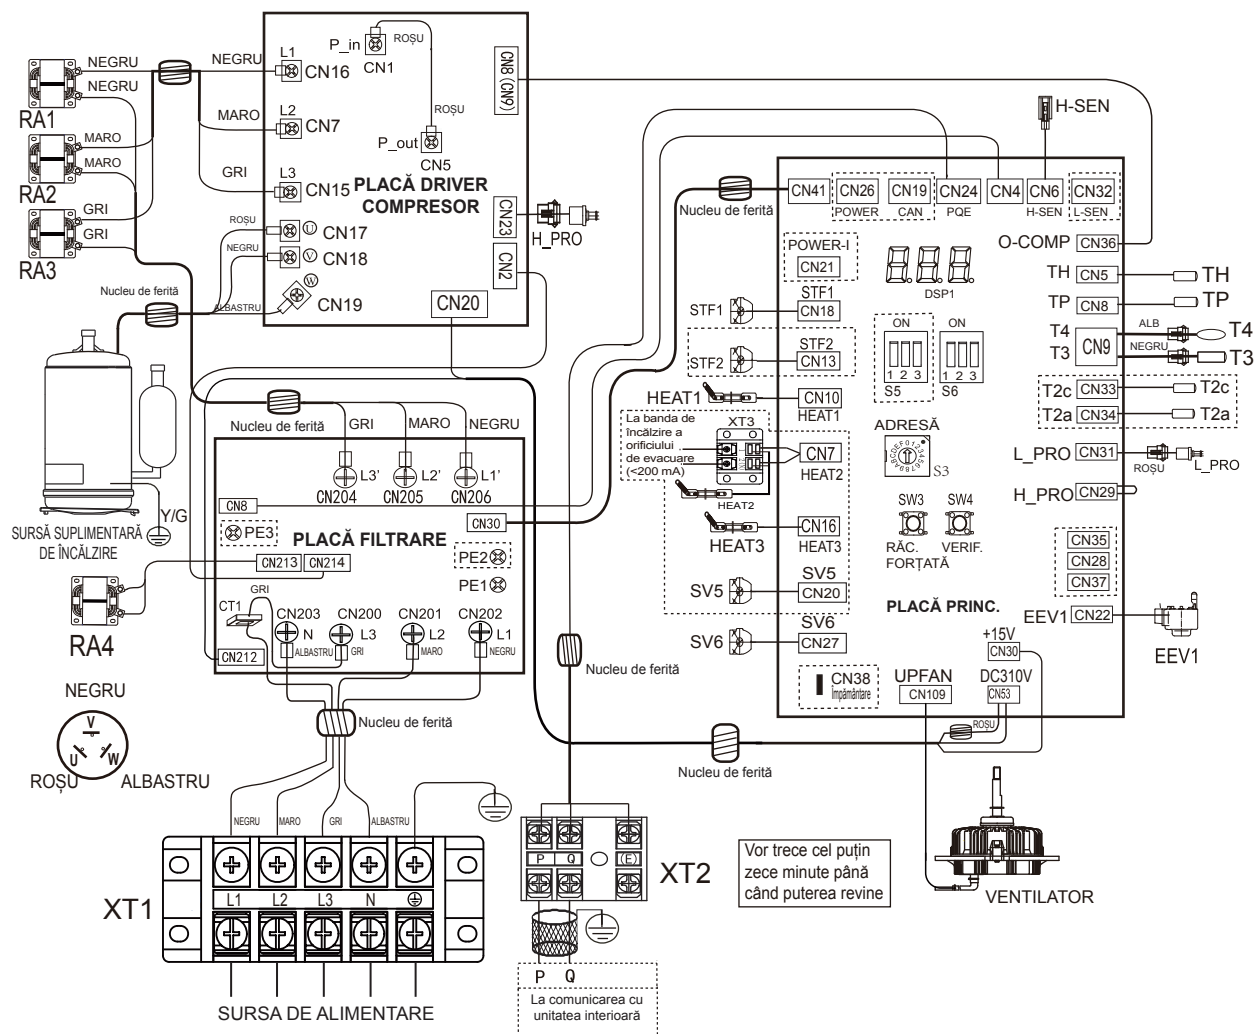 NEGRU
NEGRU
RA1
MARO
MARO
RA2
GRI
GRI
RA3
NEGRU
L1
CN16
MARO
L2
CN7
GRI
L3
CN15
P_in
CN1
ROȘU
ROȘU
P_out
CN5
PLACĂ DRIVER
COMPRESOR
CN8 (CN9)
CN23
H_PRO
CN2
CN20
ROȘU
U
CN17
NEGRU
V
CN18
W
CN19
ALBASTRU
Nucleu de ferită
Nucleu de ferită
Y/G
SURSĂ SUPLIMENTARĂ
DE ÎNCĂLZIRE
RA4
GRI
MARO
NEGRU
L3'
L2'
L1'
CN204
CN205
CN206
CN8
CN30
PE3
PLACĂ FILTRARE
PE2
PE1
CN213
CN214
CT1
GRI
CN203
CN200
CN201
CN202
N
L3
L2
L1
ALBASTRU
GRI
MARO
NEGRU
CN212
Nucleu de ferită
NEGRU
V
U
W
ROȘU
ALBASTRU
NEGRU
MARO
GRI
ALBASTRU
XT1
L1
L2
L3
N
SURSA DE ALIMENTARE
Nucleu de ferită
P
Q
(E)
XT2
P
Q
La comunicarea cu
unitatea interioară
Vor trece cel puțin
zece minute până
când puterea revine
Nucleu de ferită
Nucleu de ferită
H-SEN
CN41
CN26
CN19
CN24
CN4
CN6
CN32
POWER
CAN
PQE
H-SEN
L-SEN
POWER-I
CN21
DSP1
O-COMP
CN36
TH
CN5
TH
TP
CN8
TP
T4
T3
CN9
ALB
NEGRU
T4
T3
T2c
CN33
T2c
T2a
CN34
T2a
L_PRO
CN31
ROȘU
L_PRO
H_PRO
CN29
CN35
CN28
CN37
EEV1
CN22
EEV1
STF1
STF1
CN18
STF2
STF2
CN13
ON
1 2 3
S5
ON
1 2 3
S6
HEAT1
CN10
HEAT1
La banda de
încălzire a
orificiului
de evacuare
(<200 mA)
XT3
CN7
HEAT2
HEAT2
HEAT3
CN16
HEAT3
ADRESĂ
S3
SW3
SW4
RĂC.
FORȚATĂ
VERIF.
SV5
SV5
CN20
PLACĂ PRINC.
SV6
SV6
CN27
CN38
Împământare
UPFAN
CN109
+15V
CN30
DC310V
CN53
ROȘU
VENTILATOR